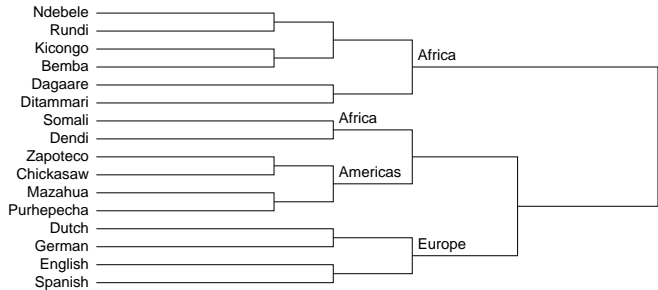 Ndebele
Rundi
Kicongo
Bemba
Africa
Dagaare
Ditammari
Somali
Africa
Dendi
Zapoteco
Chickasaw
Americas
Mazahua
Purhepecha
Dutch
German
Europe
English
Spanish